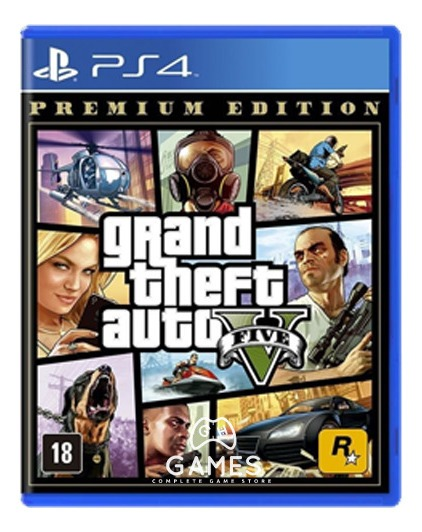 PS4
PREMIUM EDITION
grand
theft
auto V
FIVE
18
R
GAMES
COMPLETE GAME STORE